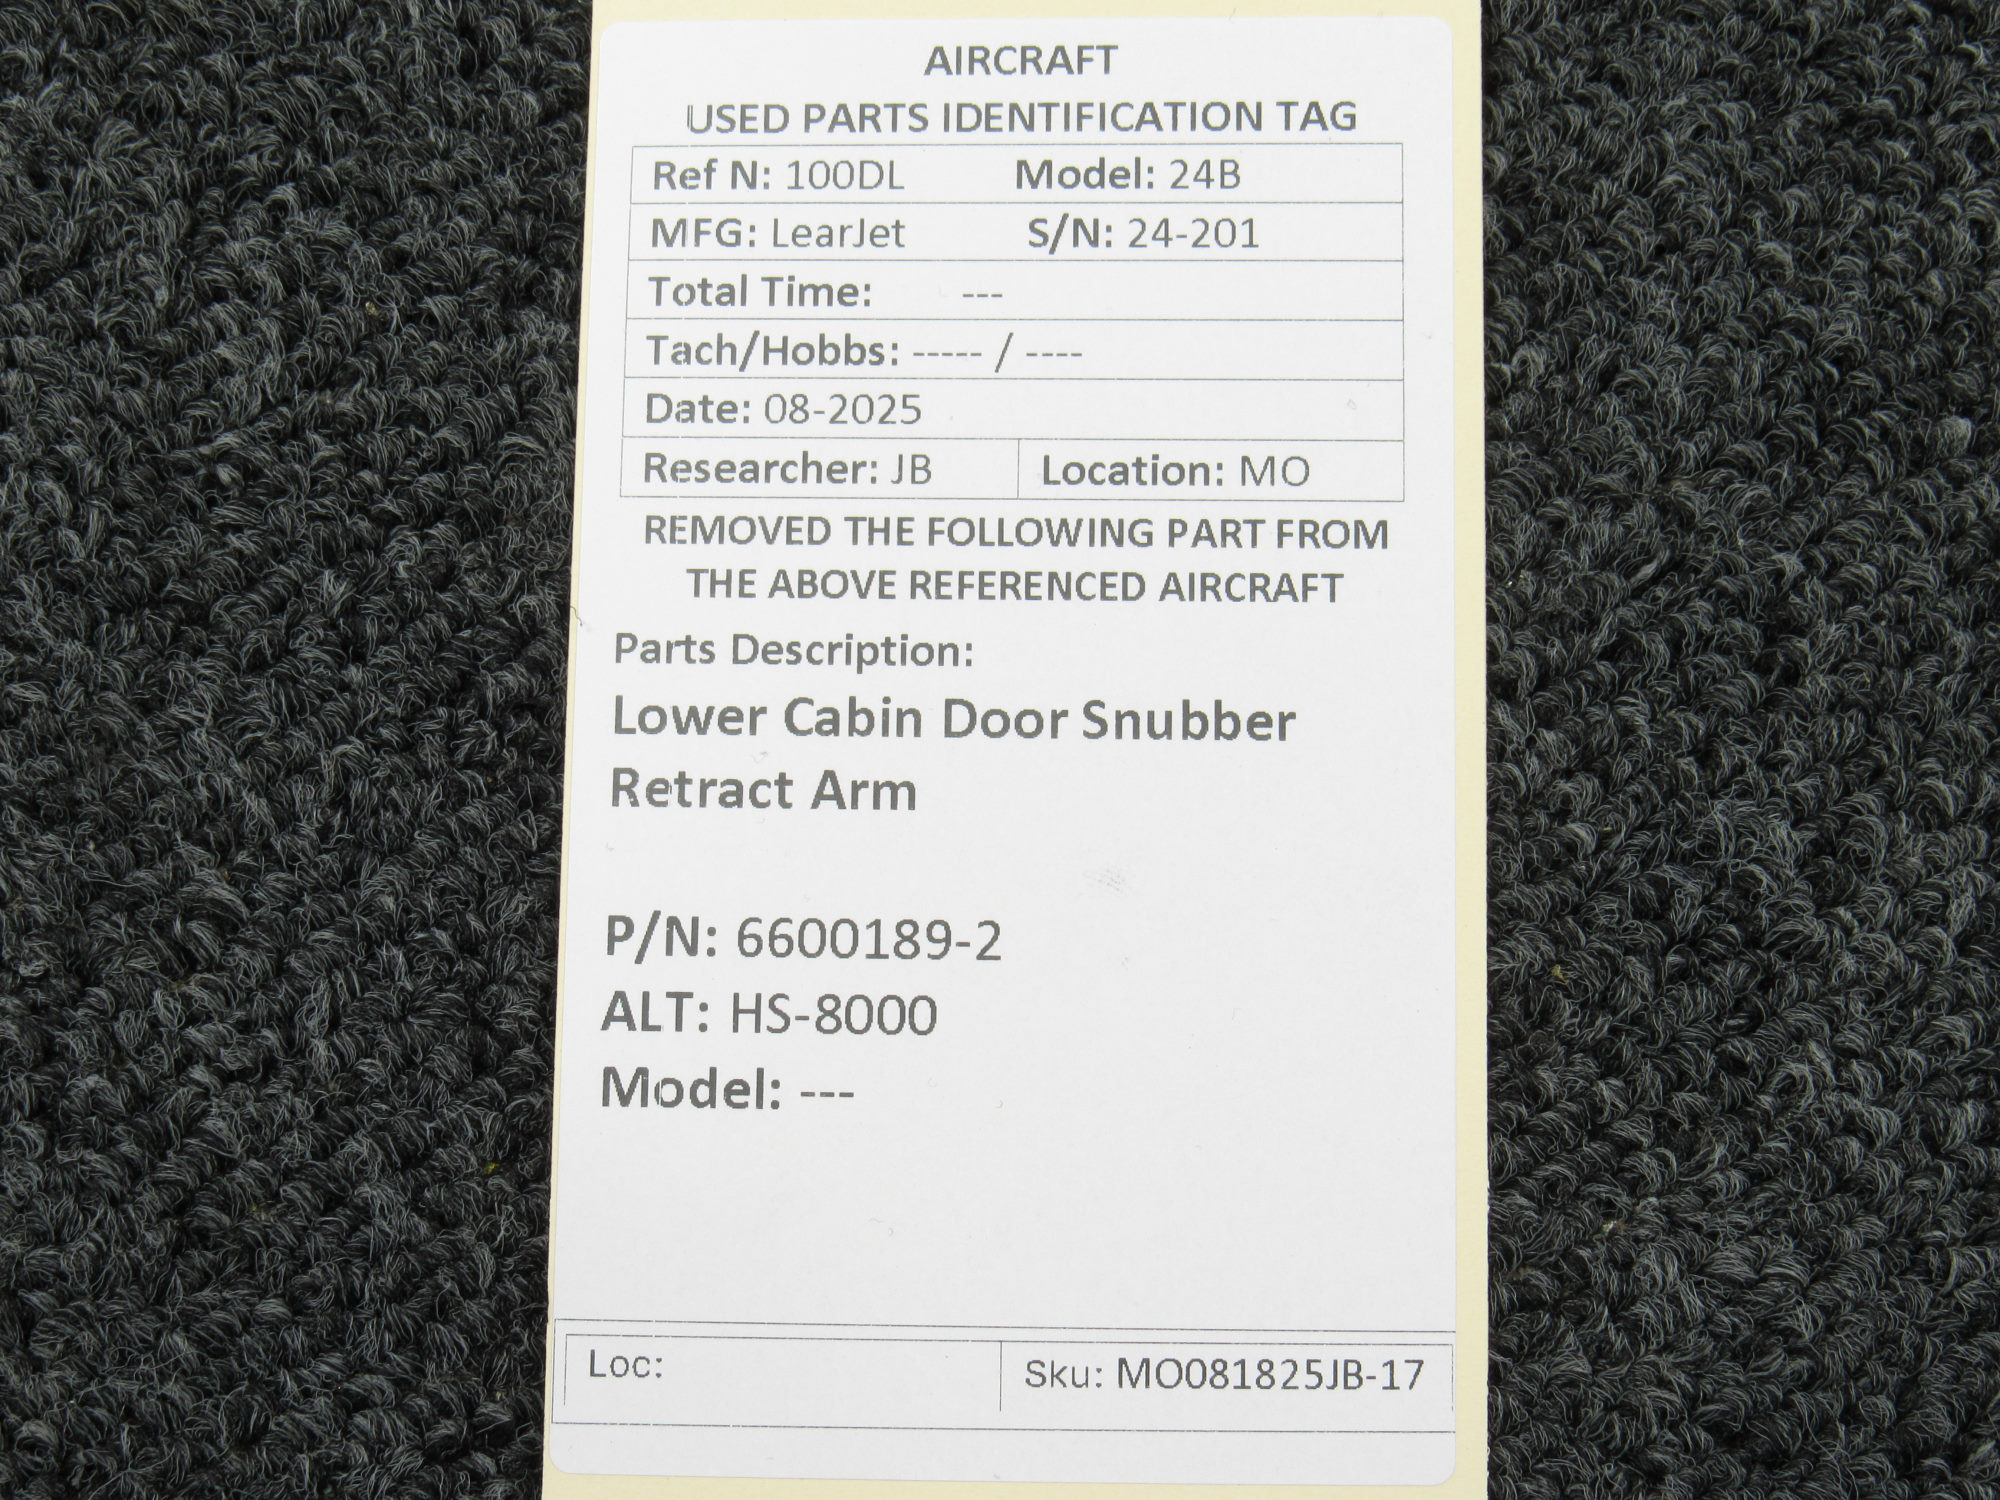 AIRCRAFT
USED PARTS IDENTIFICATION TAG
Ref N: 100DL Model: 24B
MFG: LearJet S/N: 24-201
Total Time: ---
Tach/Hobbs: ----- / ----
Date: 08-2025
Researcher: JB Location: MO
REMOVED THE FOLLOWING PART FROM
THE ABOVE REFERENCED AIRCRAFT
Parts Description:
Lower Cabin Door Snubber
Retract Arm
P/N: 6600189-2
ALT: HS-8000
Model: ---
Loc: Sku: MO081825JB-17